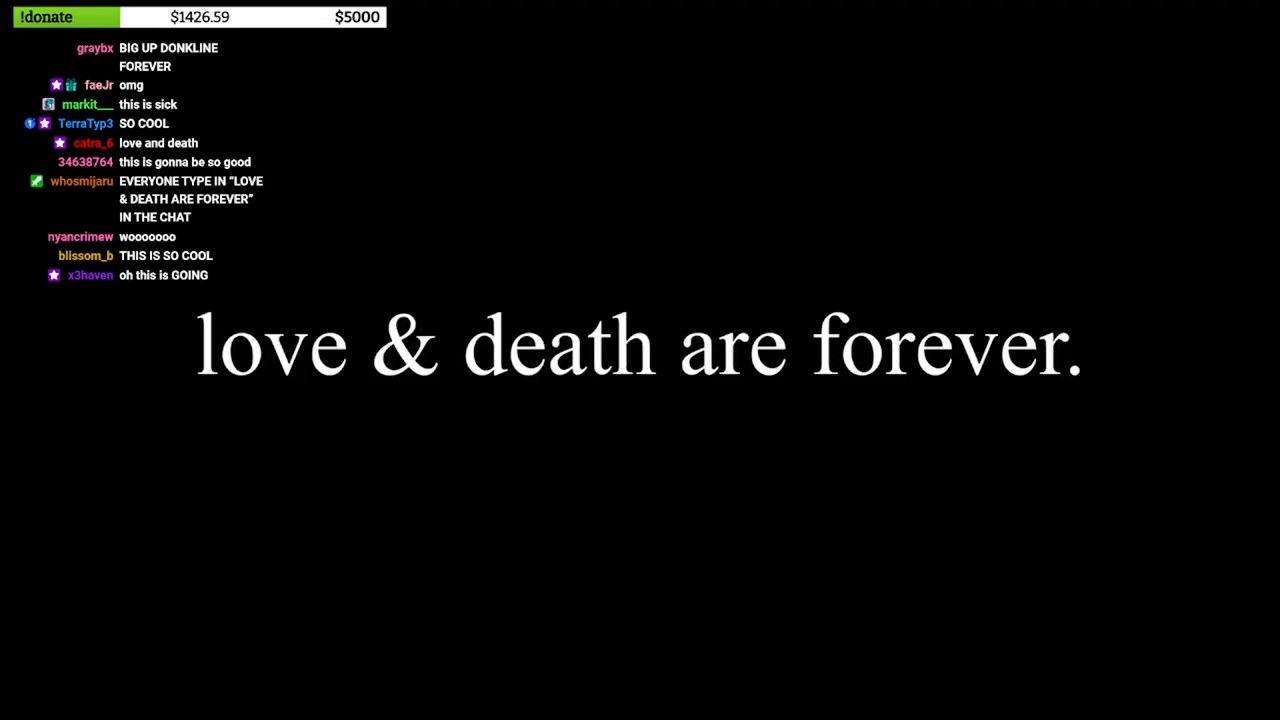 !donate $1426.59 $5000
graybx BIG UP DONKLINE
FOREVER
faeJr omg
markit___ this is sick
TerraTyp3 SO COOL
catra_6 love and death
34638764 this is gonna be so good
whosmijaru EVERYONE TYPE IN “LOVE
& DEATH ARE FOREVER”
IN THE CHAT
nyancrimew wooooooo
blissom_b THIS IS SO COOL
x3haven oh this is GOING
love & death are forever.